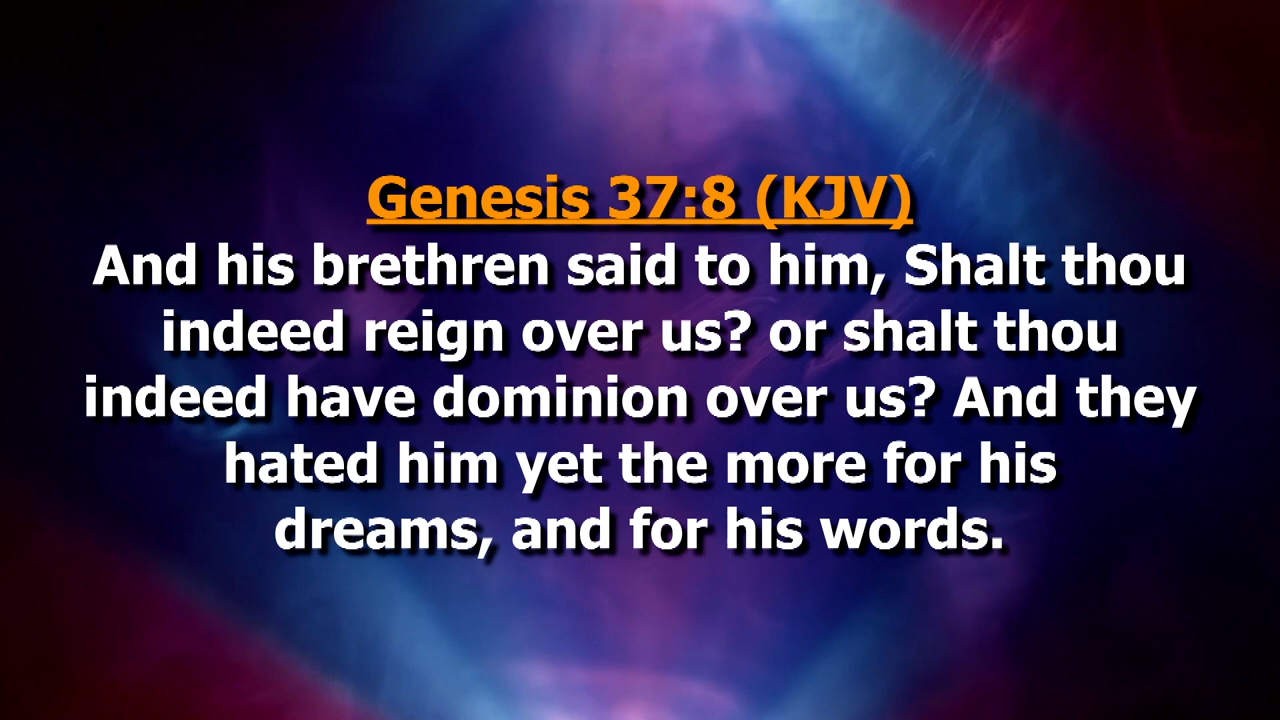 Genesis 37:8 (KJV)
And his brethren said to him, Shalt thou
indeed reign over us? or shalt thou
indeed have dominion over us? And they
hated him yet the more for his
dreams, and for his words.